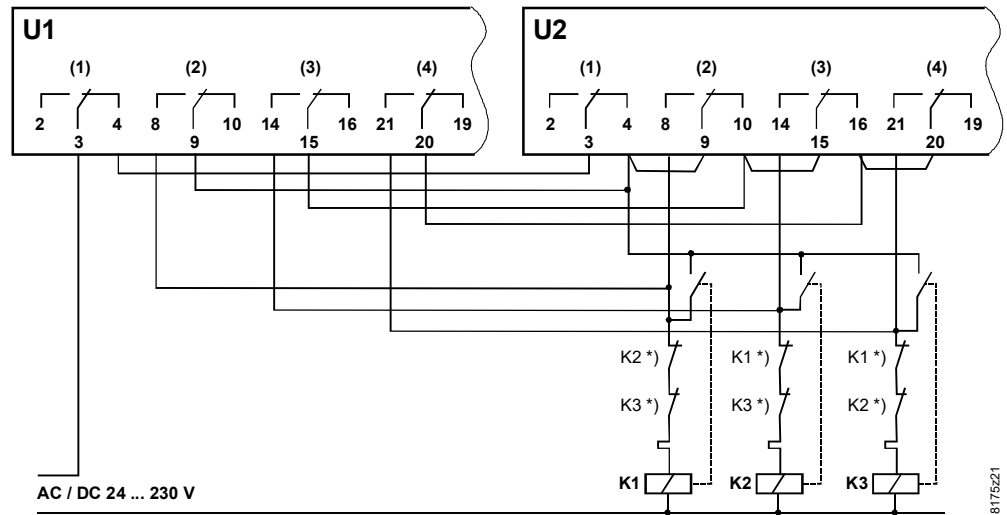 U1 U2
(1) (2) (3) (4) (1) (2) (3) (4)
2 4 8 10 14 16 21 19 2 4 8 10 14 16 21 19
3 9 15 20 3 9 15 20
K2 *) K1 *) K1 *)
K3 *) K3 *) K2 *)
K1 K2 K3
AC / DC 24 ... 230 V
8175z21